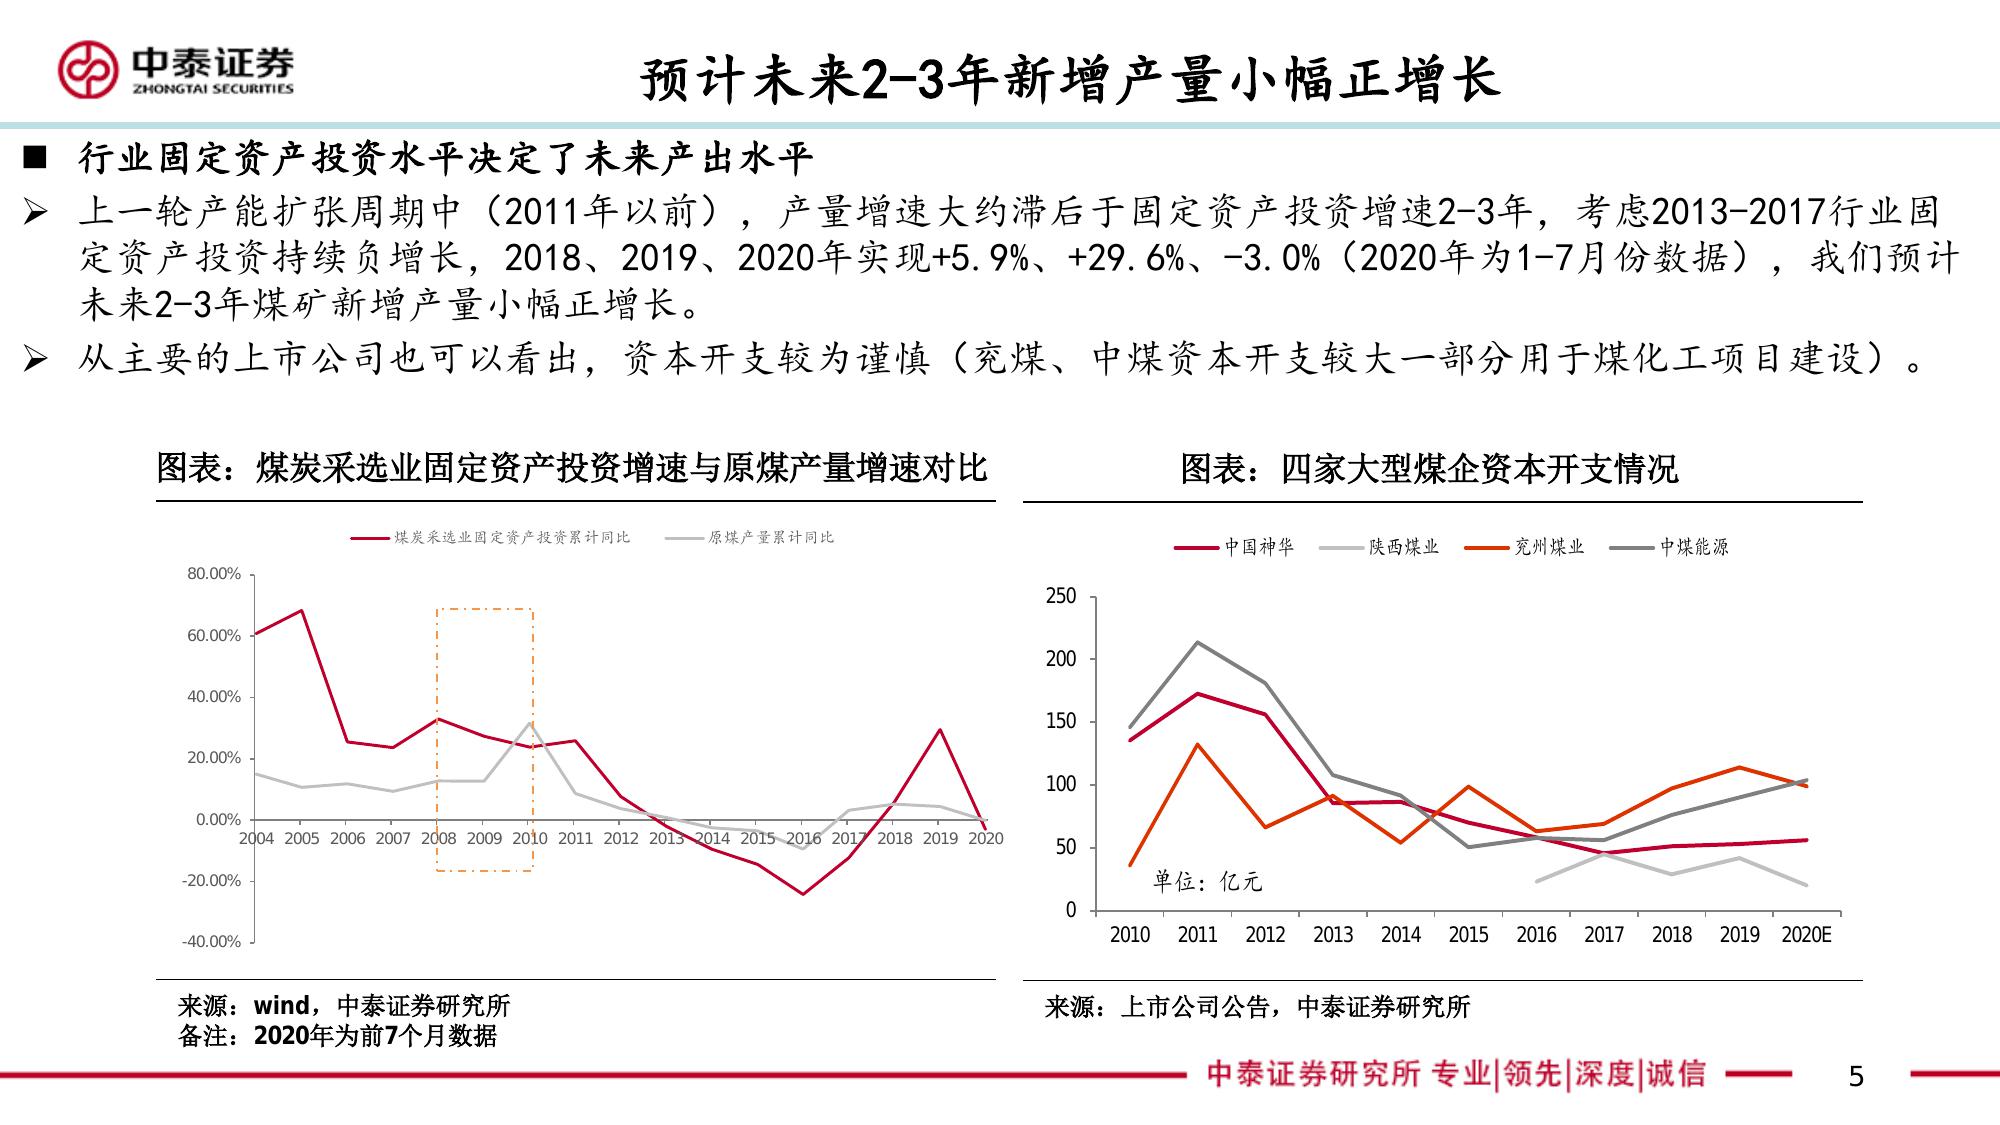 中泰证券
ZHONGTAI SECURITIES
预计未来2-3年新增产量小幅正增长
■ 行业固定资产投资水平决定了未来产出水平
➢ 上一轮产能扩张周期中（2011年以前），产量增速大约滞后于固定资产投资增速2-3年，考虑2013-2017行业固
定资产投资持续负增长，2018、2019、2020年实现+5.9%、+29.6%、-3.0%（2020年为1-7月份数据），我们预计
未来2-3年煤矿新增产量小幅正增长。
➢ 从主要的上市公司也可以看出，资本开支较为谨慎（兖煤、中煤资本开支较大一部分用于煤化工项目建设）。
图表：煤炭采选业固定资产投资增速与原煤产量增速对比
煤炭采选业固定资产投资累计同比 原煤产量累计同比
80.00%
60.00%
40.00%
20.00%
0.00%
2004 2005 2006 2007 2008 2009 2010 2011 2012 2013 2014 2015 2016 2017 2018 2019 2020
-20.00%
-40.00%
来源：wind，中泰证券研究所
备注：2020年为前7个月数据
图表：四家大型煤企资本开支情况
中国神华 陕西煤业 兖州煤业 中煤能源
250
200
150
100
50
单位：亿元
0
2010 2011 2012 2013 2014 2015 2016 2017 2018 2019 2020E
来源：上市公司公告，中泰证券研究所
中泰证券研究所 专业|领先|深度|诚信
5